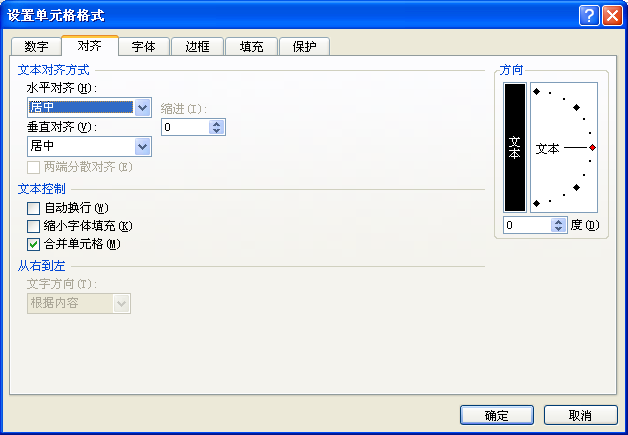 设置单元格格式
数字 对齐 字体 边框 填充 保护
文本对齐方式
水平对齐(H):
居中
缩进(I):
垂直对齐(V):
0
居中
两端分散对齐(E)
文本控制
自动换行(W)
缩小字体填充(K)
合并单元格(M)
从右到左
文字方向(T):
根据内容
方向
文本
文本
0 度(D)
确定 取消